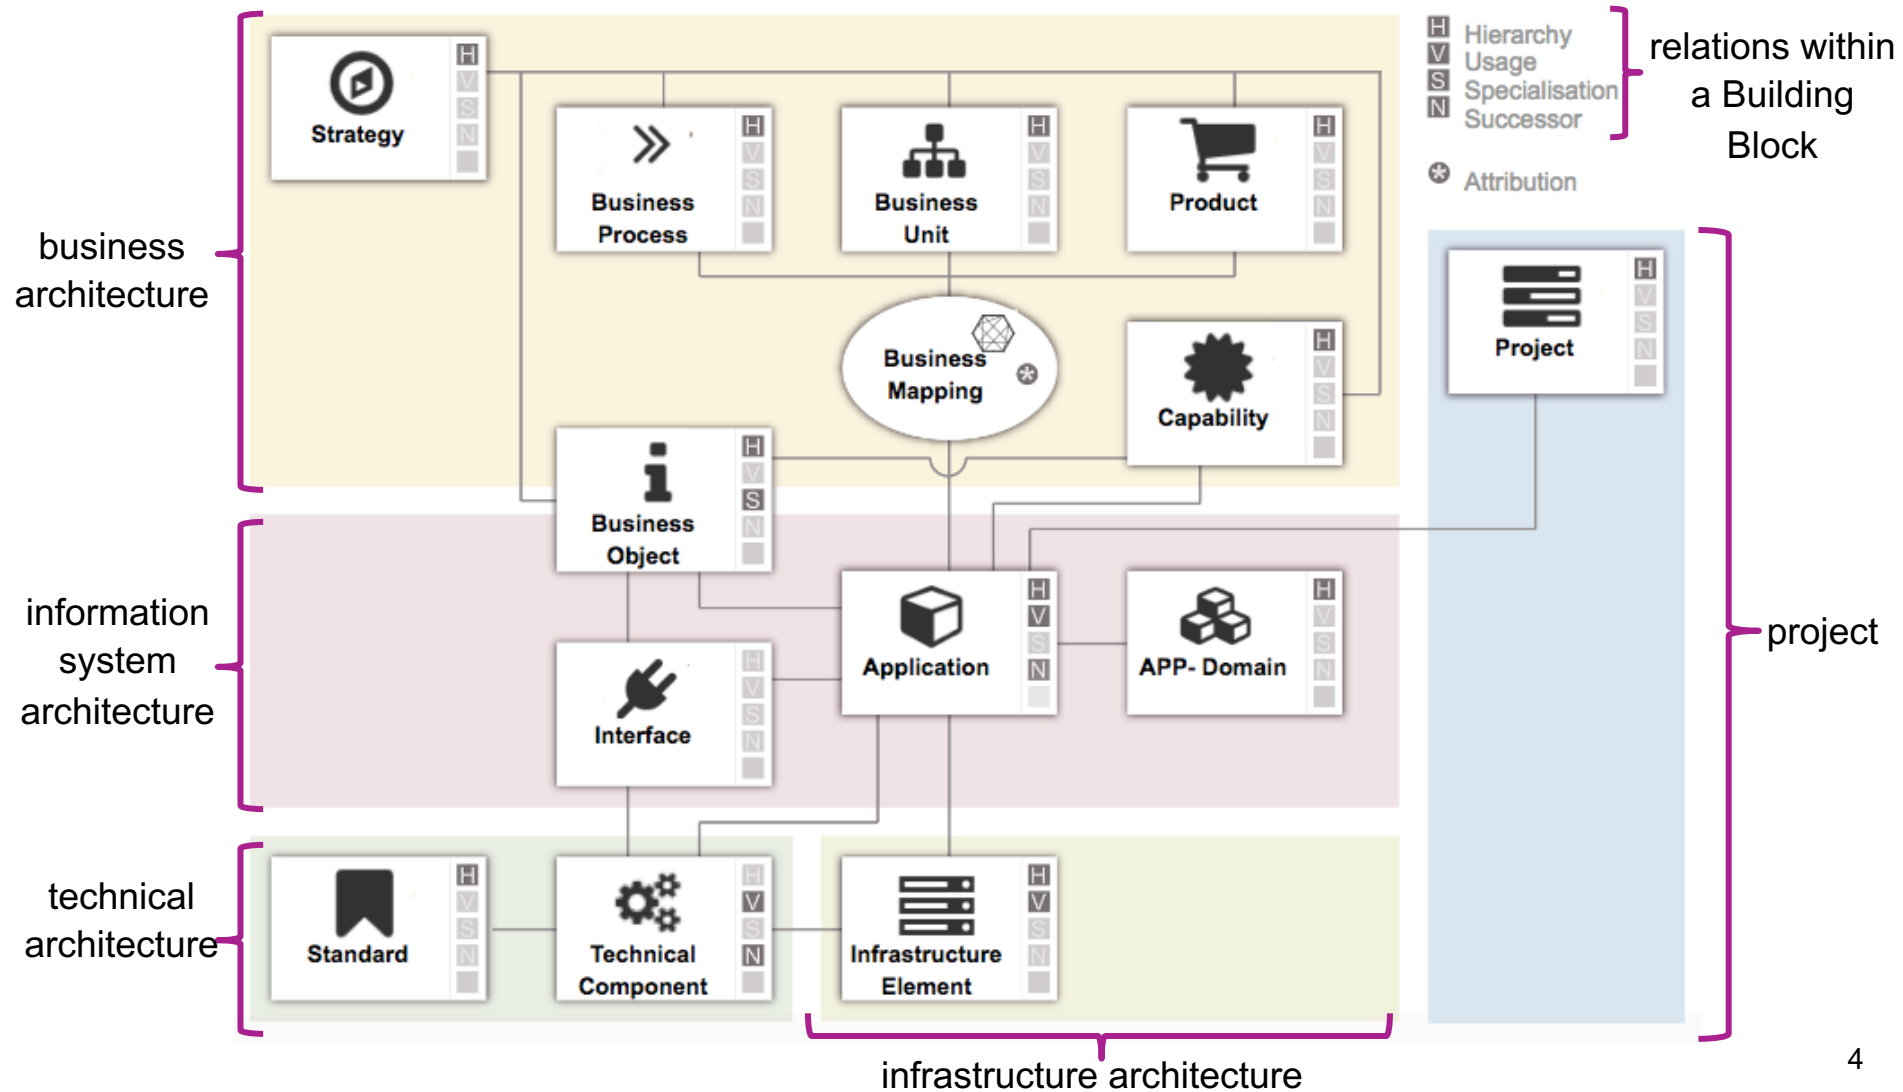 H Hierarchy
V Usage
S Specialisation
N Successor
Attribution
relations within
a Building
Block
business
architecture
Strategy
H
V
S
N
Business
Process
H
V
S
N
Business
Unit
H
V
S
N
Product
H
V
S
N
Business
Mapping
Capability
H
V
S
N
Project
H
V
S
N
project
Business
Object
H
V
S
N
information
system
architecture
Interface
H
V
S
N
Application
H
V
S
N
APP- Domain
H
V
S
N
technical
architecture
Standard
H
V
S
N
Technical
Component
H
V
S
N
Infrastructure
Element
H
V
S
N
infrastructure architecture
4